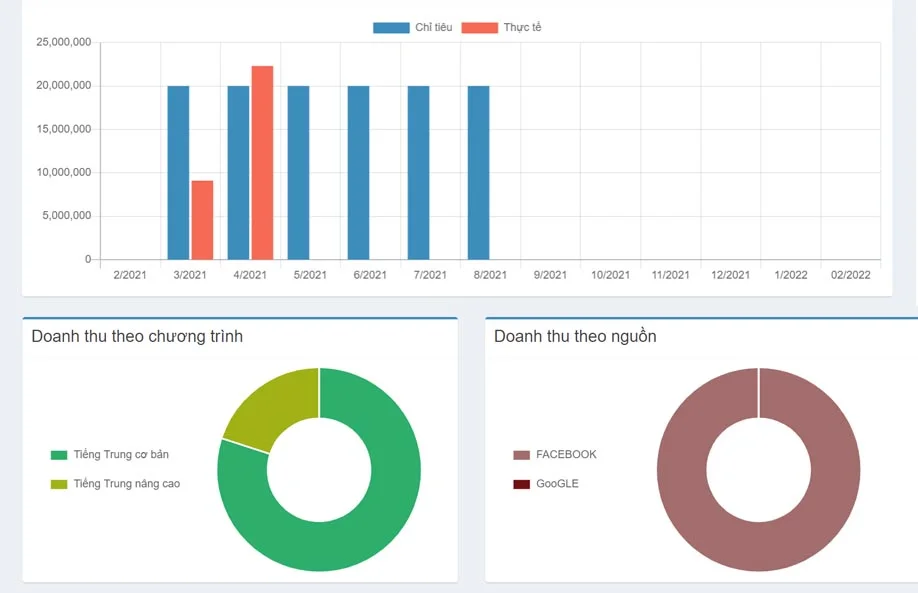 Chỉ tiêu Thực tế
25,000,000
20,000,000
15,000,000
10,000,000
5,000,000
0
2/2021 3/2021 4/2021 5/2021 6/2021 7/2021 8/2021 9/2021 10/2021 11/2021 12/2021 1/2022 02/2022
Doanh thu theo chương trình
Tiếng Trung cơ bản
Tiếng Trung nâng cao
Doanh thu theo nguồn
FACEBOOK
GooGLE